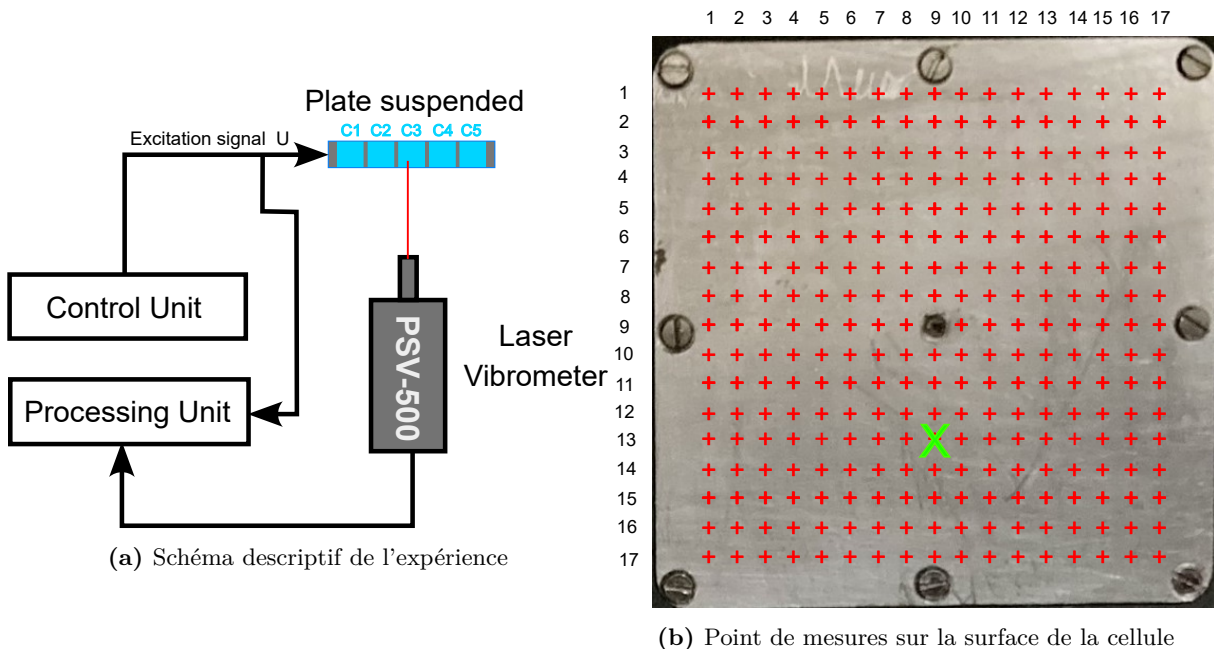 Plate suspended
C1 C2 C3 C4 C5
Excitation signal U
Control Unit
Processing Unit
PSV-500
Laser
Vibrometer
(a) Schéma descriptif de l'expérience
1 2 3 4 5 6 7 8 9 10 11 12 13 14 15 16 17
1
2
3
4
5
6
7
8
9
10
11
12
13
14
15
16
17
X
(b) Point de mesures sur la surface de la cellule